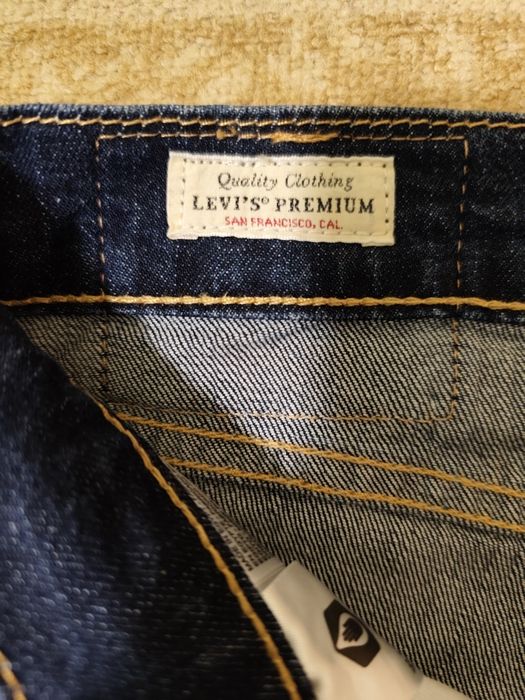 Quality Clothing
LEVI'S® PREMIUM
SAN FRANCISCO, CAL.